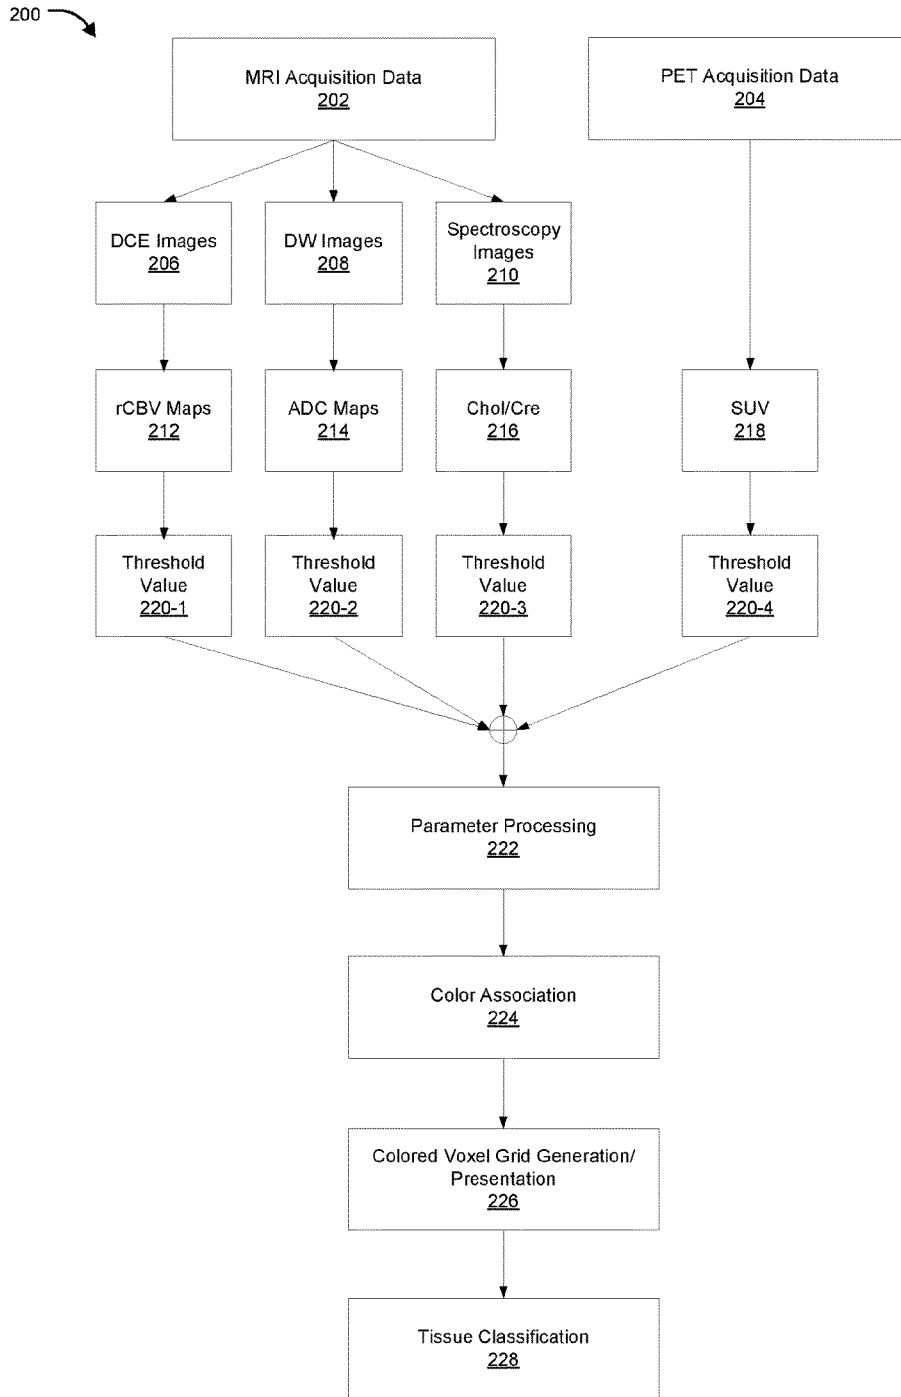 200
MRI Acquisition Data
202
PET Acquisition Data
204
DCE Images
206
DW Images
208
Spectroscopy
Images
210
rCBV Maps
212
ADC Maps
214
Chol/Cre
216
SUV
218
Threshold
Value
220-1
Threshold
Value
220-2
Threshold
Value
220-3
Threshold
Value
220-4
Parameter Processing
222
Color Association
224
Colored Voxel Grid Generation/
Presentation
226
Tissue Classification
228